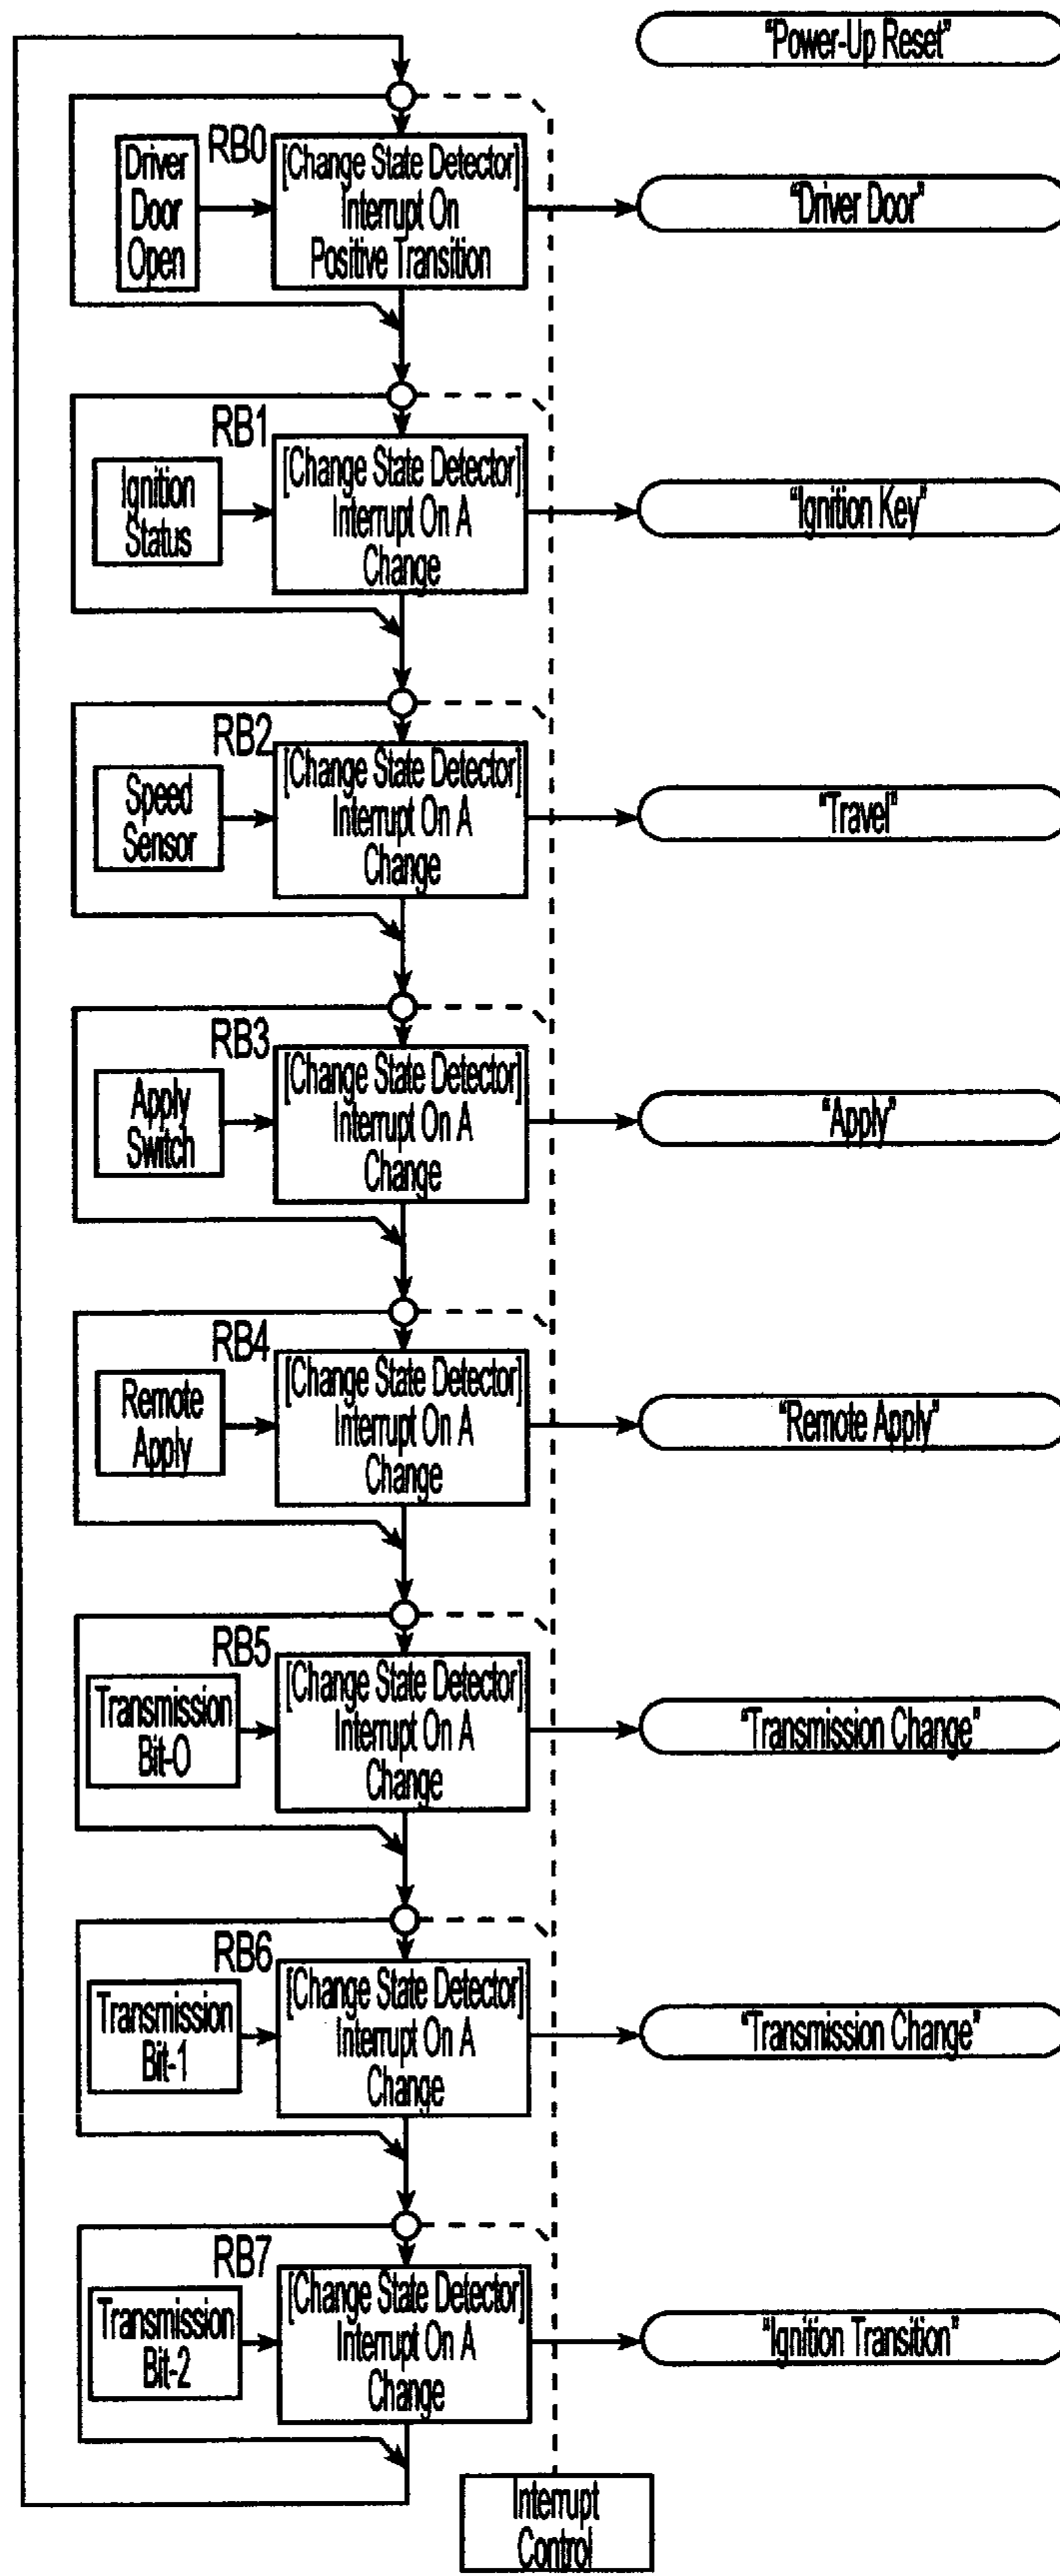 "Power-Up Reset"
RB0
Driver
Door
Open
[Change State Detector]
Interrupt On
Positive Transition
"Driver Door"
RB1
Ignition
Status
[Change State Detector]
Interrupt On A
Change
"Ignition Key"
RB2
Speed
Sensor
[Change State Detector]
Interrupt On A
Change
"Travel"
RB3
Apply
Switch
[Change State Detector]
Interrupt On A
Change
"Apply"
RB4
Remote
Apply
[Change State Detector]
Interrupt On A
Change
"Remote Apply"
RB5
Transmission
Bit-0
[Change State Detector]
Interrupt On A
Change
"Transmission Change"
RB6
Transmission
Bit-1
[Change State Detector]
Interrupt On A
Change
"Transmission Change"
RB7
Transmission
Bit-2
[Change State Detector]
Interrupt On A
Change
"Ignition Transition"
Interrupt
Control